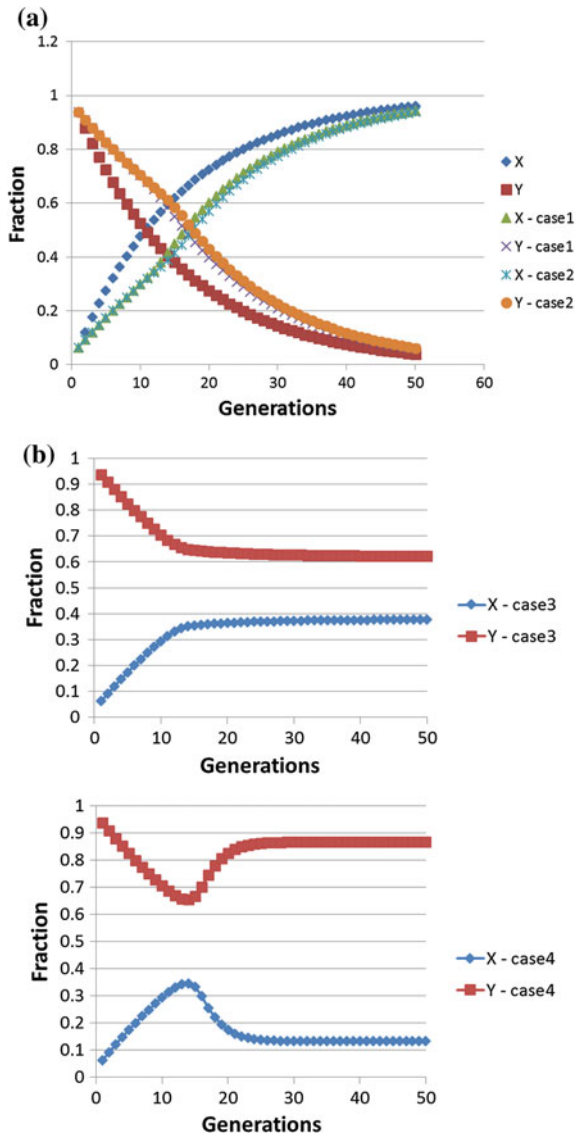 (a)
1.2
1
0.8
0.6
0.4
0.2
0
Fraction
0 10 20 30 40 50 60
Generations
X
Y
X - case1
Y - case1
X - case2
Y - case2
(b)
1
0.9
0.8
0.7
0.6
0.5
0.4
0.3
0.2
0.1
0
Fraction
0 10 20 30 40 50
Generations
X - case3
Y - case3
1
0.9
0.8
0.7
0.6
0.5
0.4
0.3
0.2
0.1
0
Fraction
0 10 20 30 40 50
Generations
X - case4
Y - case4